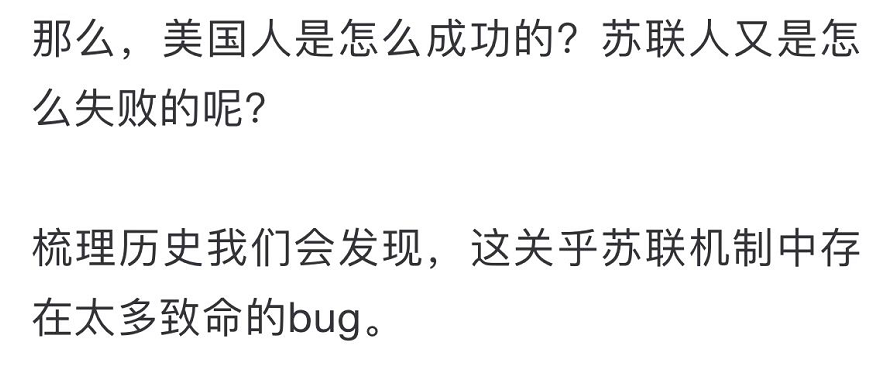 那么，美国人是怎么成功的？苏联人又是怎
么失败的呢？
梳理历史我们会发现，这关乎苏联机制中存
在太多致命的bug。